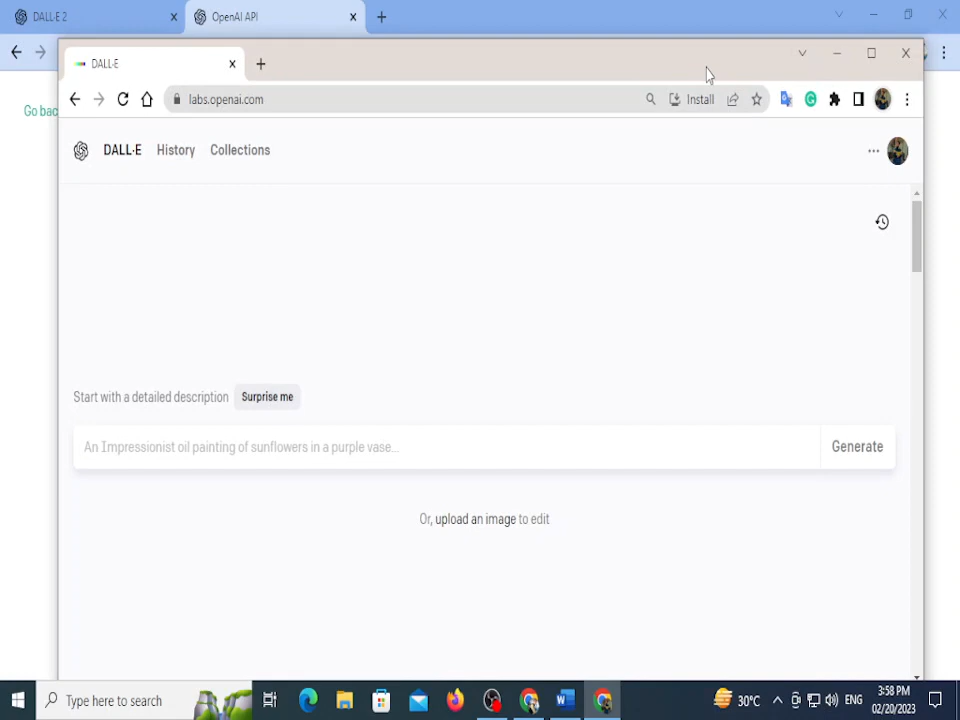 DALL·E 2
OpenAI API
DALL·E
Go bac
labs.openai.com
Install
DALL·E History Collections
Start with a detailed description Surprise me
An Impressionist oil painting of sunflowers in a purple vase...
Generate
Or, upload an image to edit
Type here to search
30°C
ENG
3:58 PM
02/20/2023